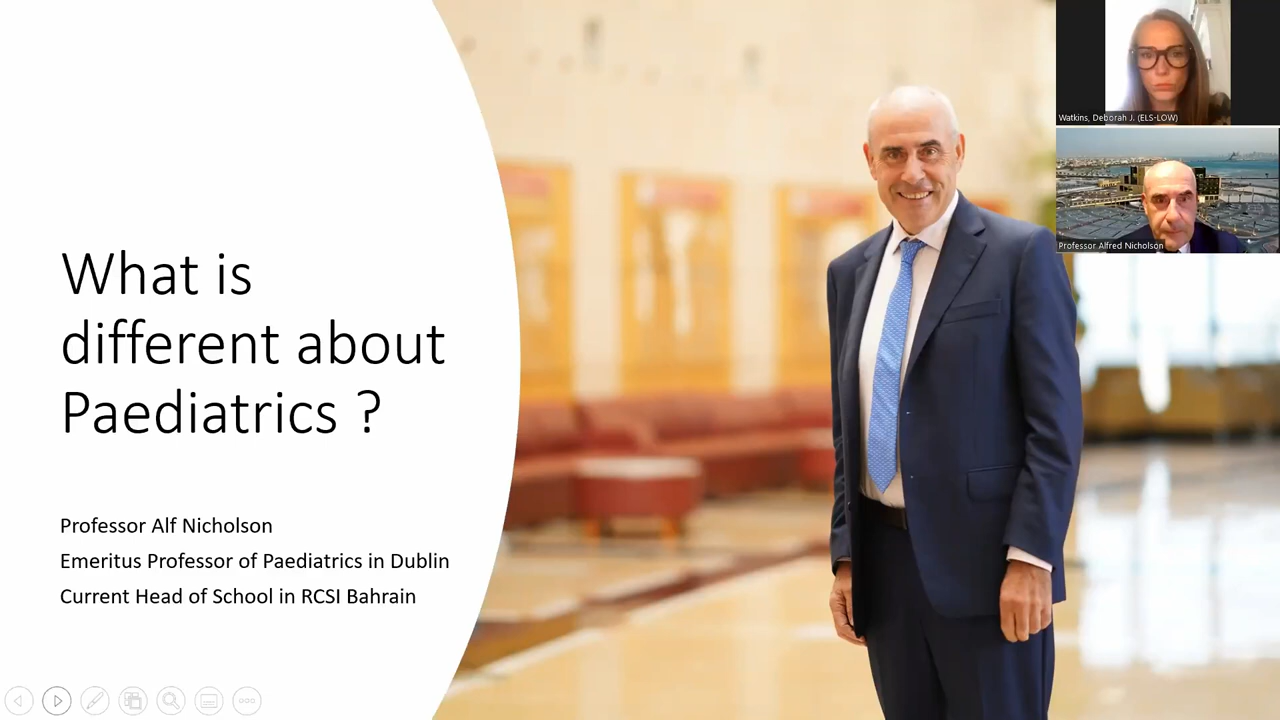 What is
different about
Paediatrics ?
Professor Alf Nicholson
Emeritus Professor of Paediatrics in Dublin
Current Head of School in RCSI Bahrain
Watkins, Deborah J. (ELS-LOW)
Professor Alfred Nicholson